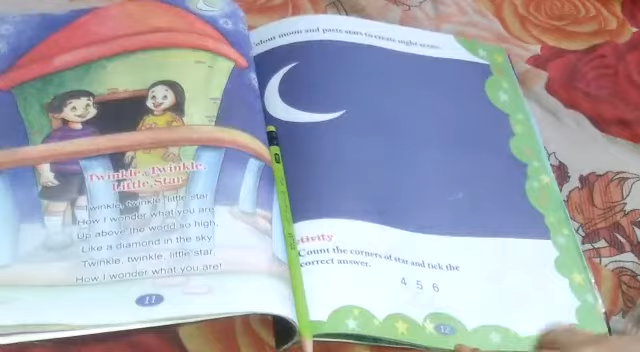 Twinkle, Twinkle,
Little Star
Twinkle, twinkle little star
How I wonder what you are
Up above the world so high,
Like a diamond in the sky
Twinkle, twinkle, little star,
How I wonder what you are!
11
Colour moon and paste stars to create night scene.
tivity
Count the corners of star and tick the
correct answer.
4 5 6
12